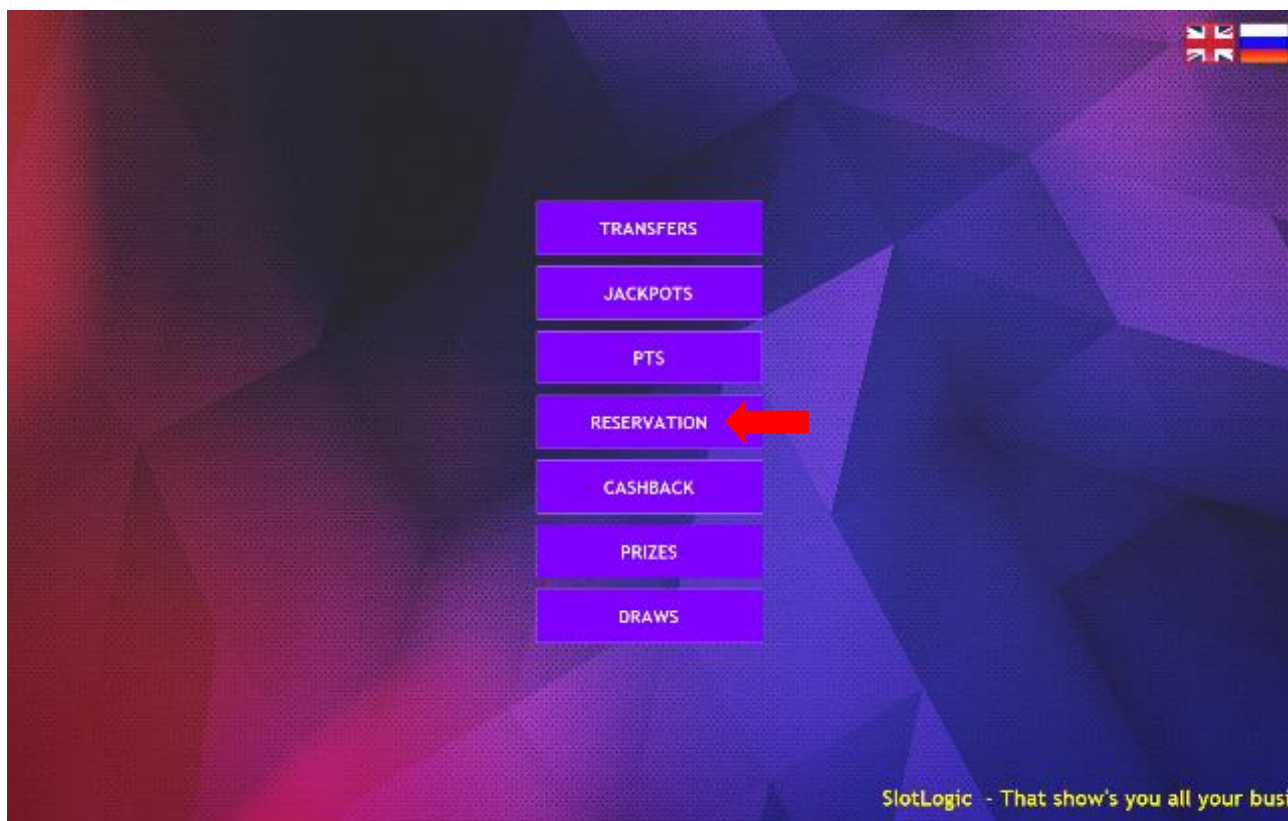 TRANSFERS
JACKPOTS
PTS
RESERVATION
CASHBACK
PRIZES
DRAWS
SlotLogic - That show's you all your busi